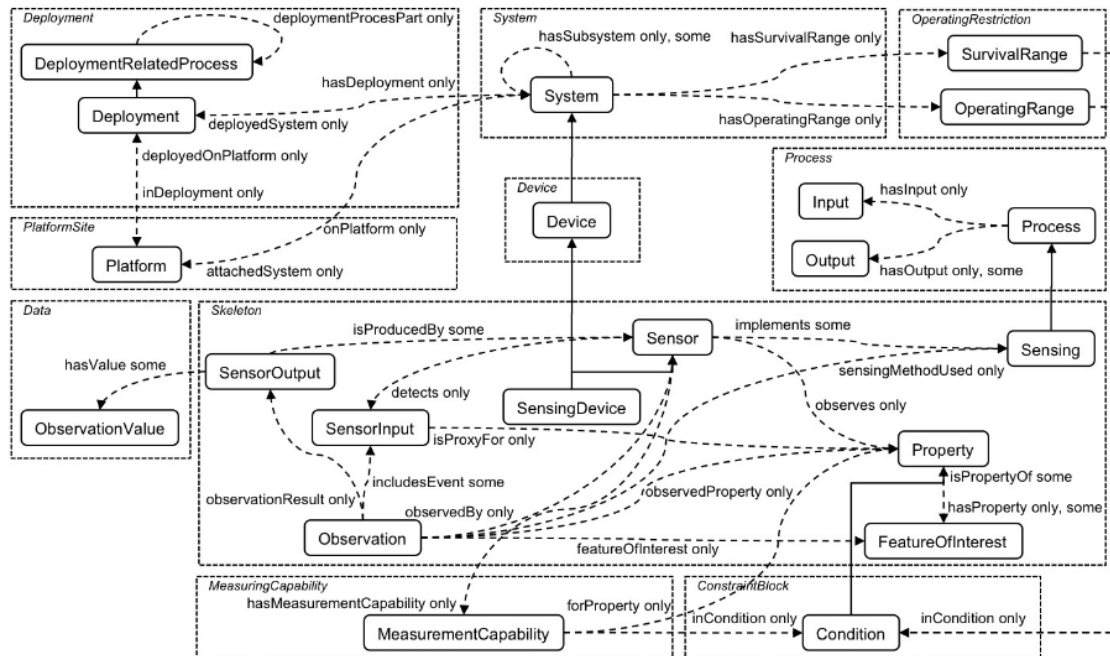 Deployment
deploymentProcesPart only
DeploymentRelatedProcess
Deployment
hasDeployment only
deployedSystem only
deployedOnPlatform only
inDeployment only
System
hasSubsystem only, some
System
hasSurvivalRange only
hasOperatingRange only
OperatingRestriction
SurvivalRange
OperatingRange
Process
hasInput only
Input
Process
Output
hasOutput only, some
Device
Device
PlatformSite
onPlatform only
Platform
attachedSystem only
Data
hasValue some
ObservationValue
Skeleton
isProducedBy some
Sensor
implements some
Sensing
SensorOutput
sensingMethodUsed only
detects only
SensingDevice
observes only
SensorInput
isProxyFor only
Property
isPropertyOf some
includesEvent some
observationResult only
observedBy only
observedProperty only
hasProperty only, some
Observation
featureOfInterest only
FeatureOfInterest
MeasuringCapability
hasMeasurementCapability only
forProperty only
MeasurementCapability
ConstraintBlock
inCondition only
Condition
inCondition only